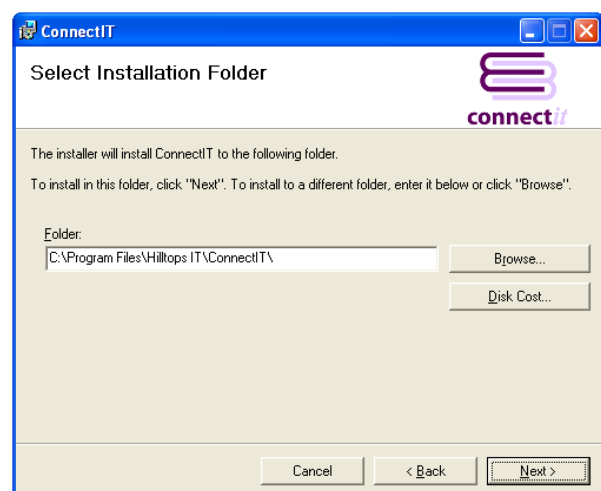 ConnectIT
Select Installation Folder
connectit
The installer will install ConnectIT to the following folder.
To install in this folder, click "Next". To install to a different folder, enter it below or click "Browse".
Folder:
C:\Program Files\Hilltops IT\ConnectIT\
Browse...
Disk Cost...
Cancel
< Back
Next >